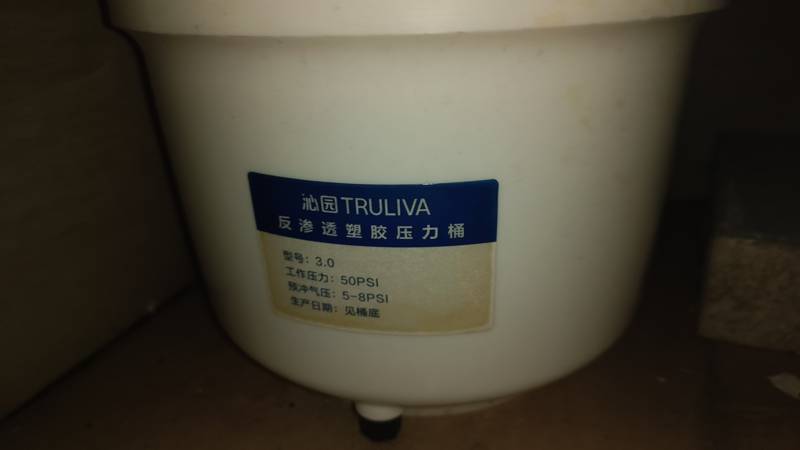 沁园TRULIVA
反渗透塑胶压力桶
型号：3.0
工作压力：50PSI
预冲气压：5-8PSI
生产日期：见桶底